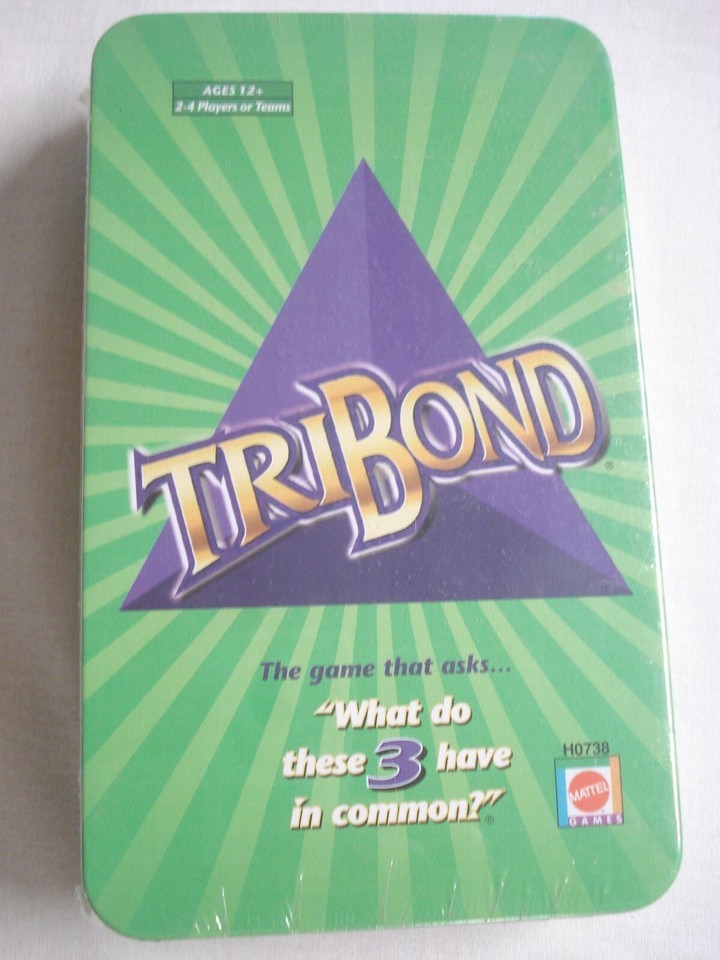 AGES 12+
2-4 Players or Teams
TRIBOND®
The game that asks...
"What do
these 3 have
in common?"®
H0738
MATTEL
GAMES